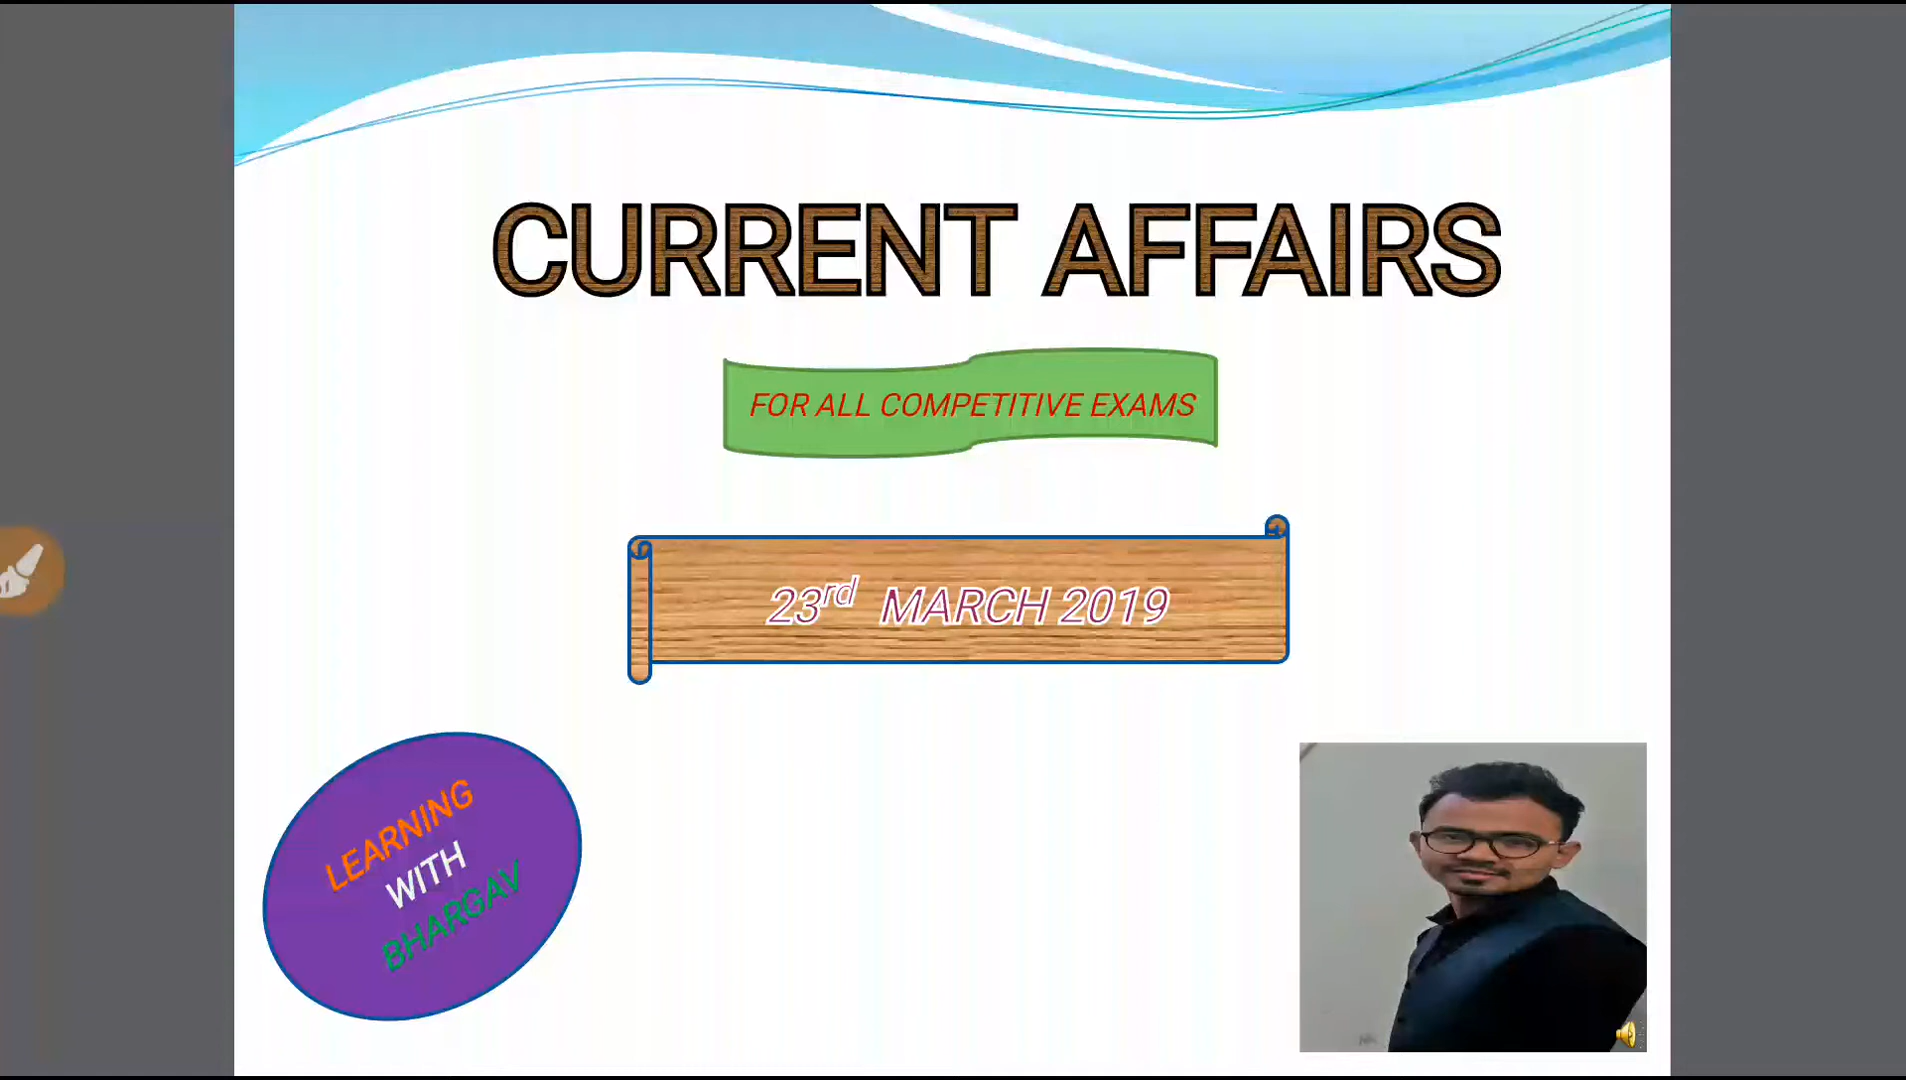 CURRENT AFFAIRS
FOR ALL COMPETITIVE EXAMS
23rd MARCH 2019
LEARNING
WITH
BHARGAV